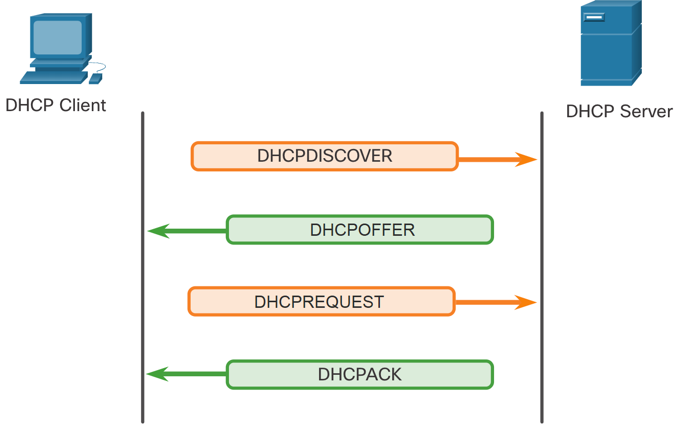 DHCP Client
DHCP Server
DHCPDISCOVER
DHCPOFFER
DHCPREQUEST
DHCPACK